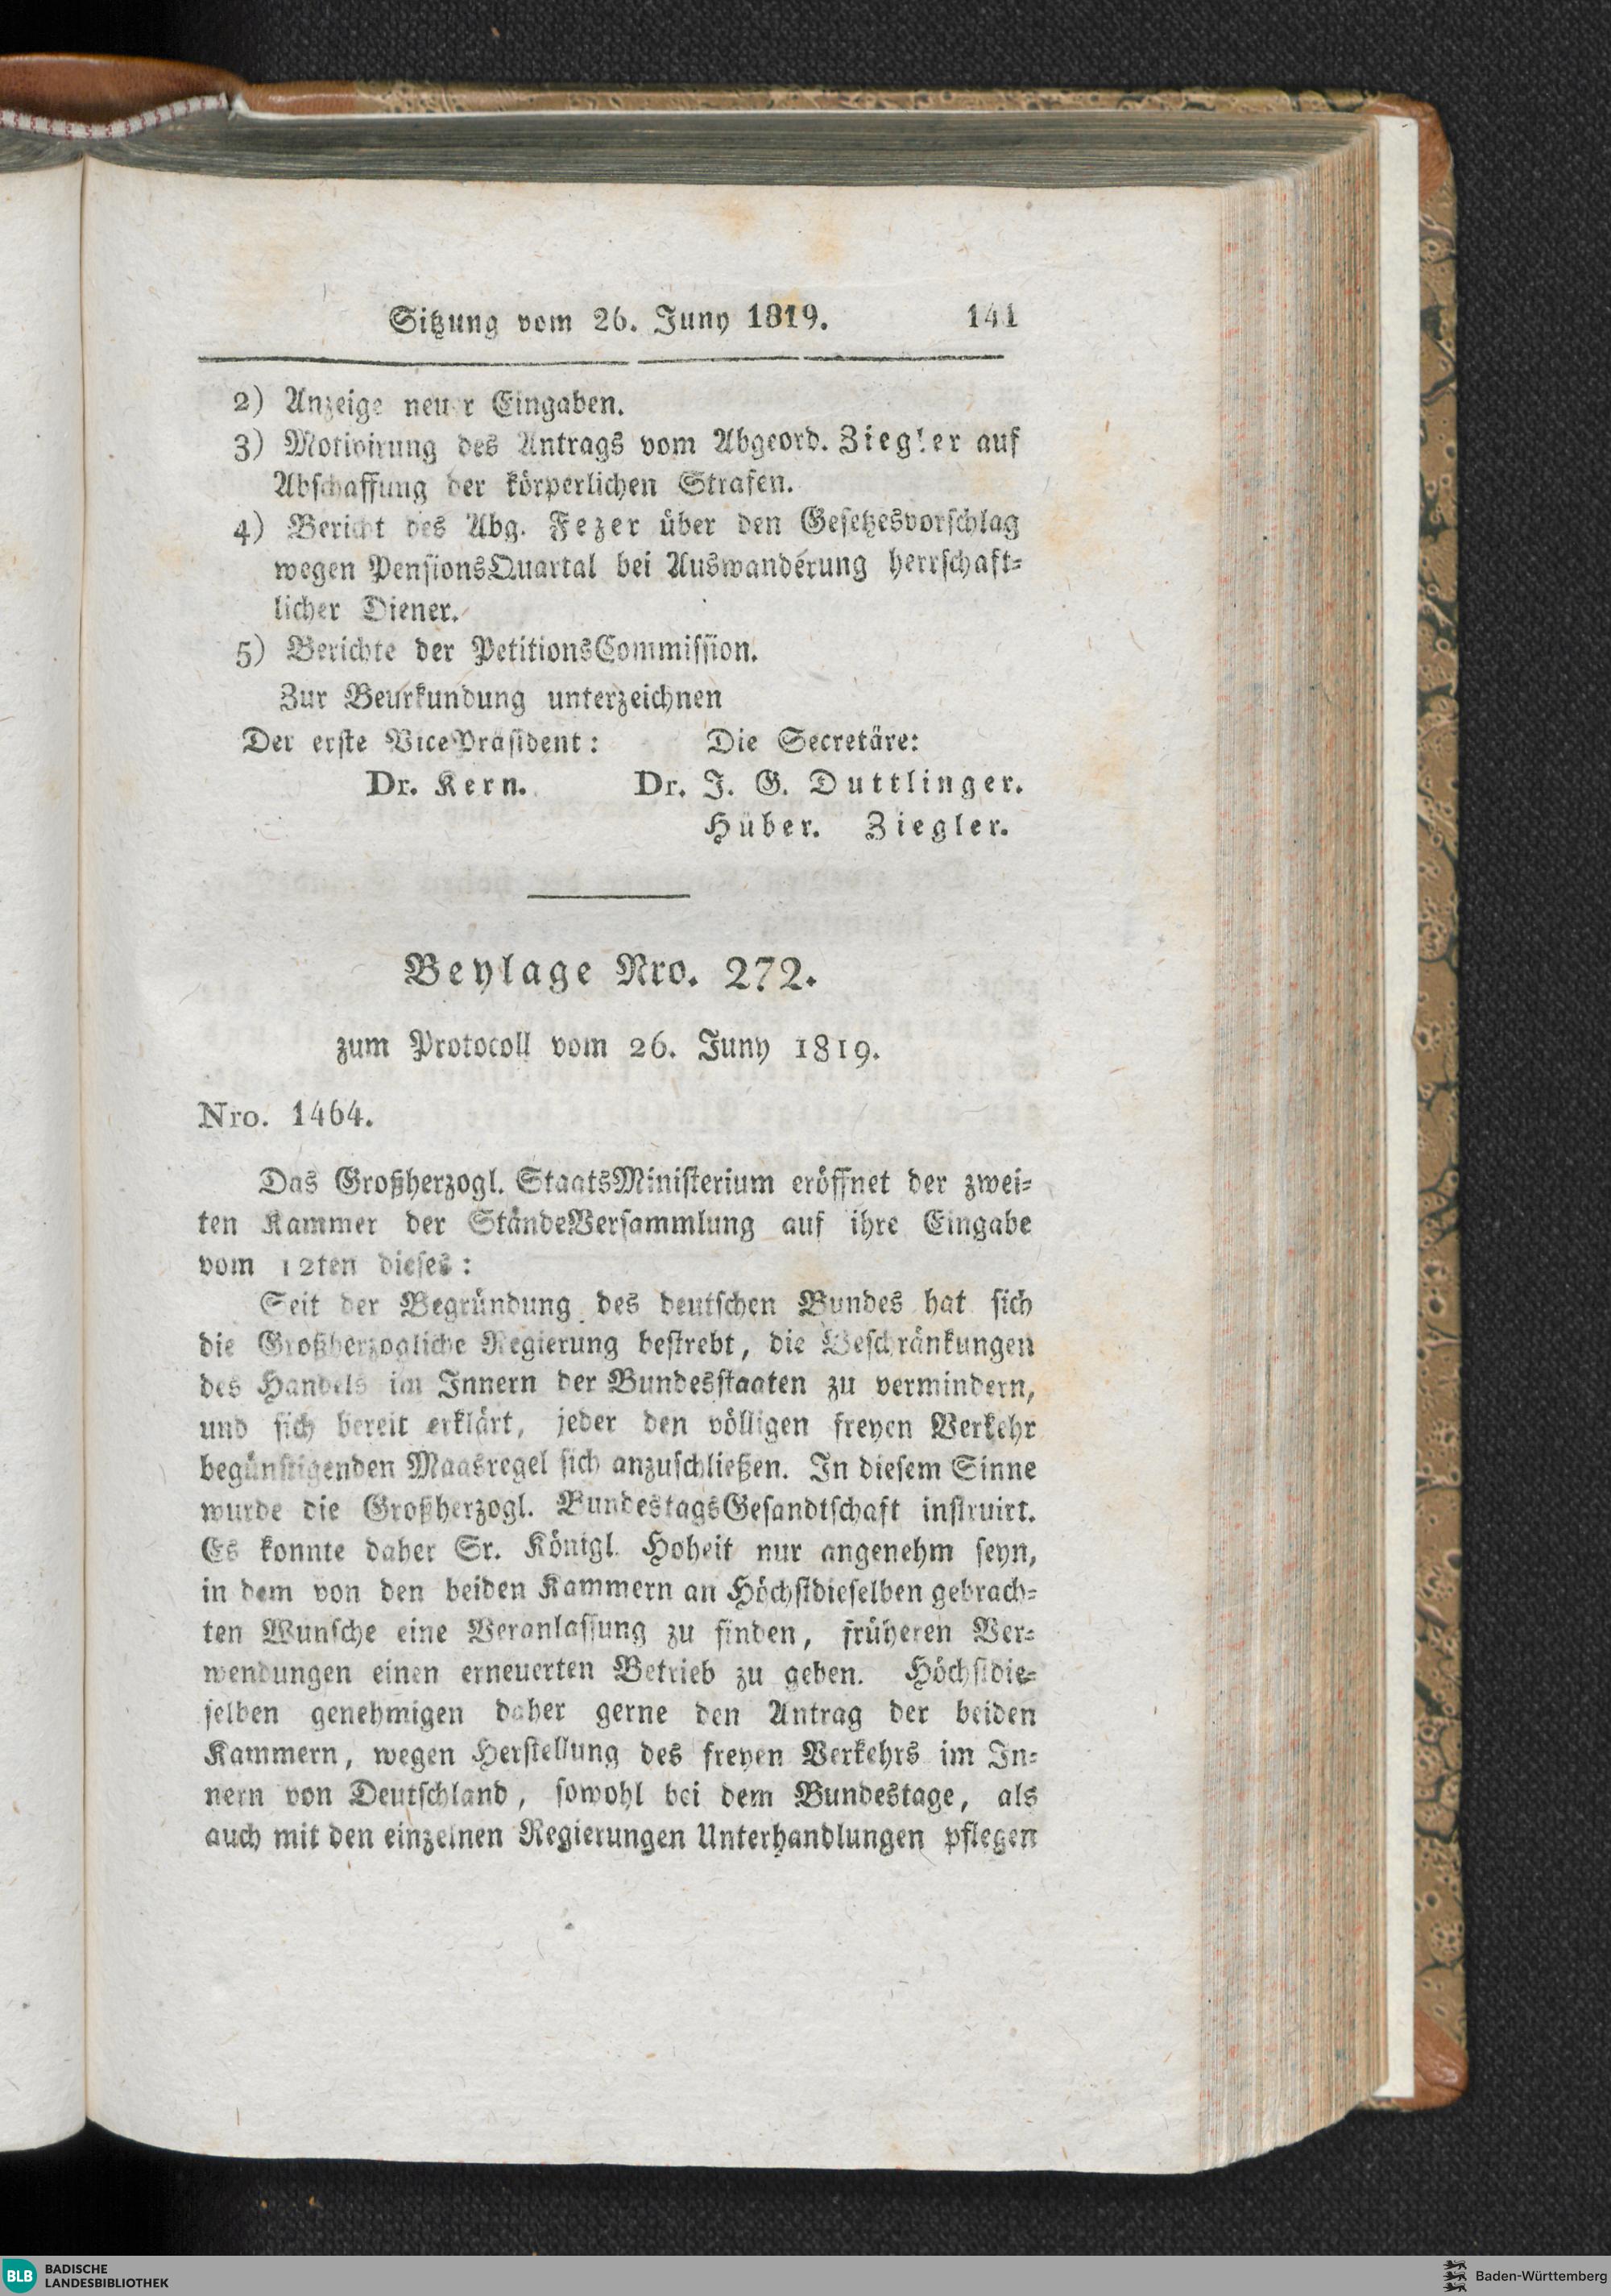 Sitzung vom 26. Juny 1819. 141
2) Anzeige neuer Eingaben.
3) Motivirung des Antrags vom Abgeord. Ziegler auf
Abschaffung der körperlichen Strafen.
4) Bericht des Abg. Fezer über den Gesetzesvorschlag
wegen PensionsQuartal bei Auswanderung herrschaft-
licher Diener.
5) Berichte der PetitionsCommission.
Zur Beurkundung unterzeichnen
Der erste VicePräsident: Die Secretäre:
Dr. Kern. Dr. J. G. Duttlinger.
Huber. Ziegler.
Beylage Nro. 272.
zum Protocoll vom 26. Juny 1819.
Nro. 1464.
Das Großherzogl. StaatsMinisterium eröffnet der zwei-
ten Kammer der StändeVersammlung auf ihre Eingabe
vom 12ten dieses:
Seit der Begründung des deutschen Bundes hat sich
die Großherzogliche Regierung bestrebt, die Beschränkungen
des Handels im Innern der Bundesstaaten zu vermindern,
und sich bereit erklärt, jeder den völligen freyen Verkehr
begünstigenden Maasregel sich anzuschließen. In diesem Sinne
wurde die Großherzogl. BundestagsGesandtschaft instruirt.
Es konnte daher Sr. Königl. Hoheit nur angenehm seyn,
in dem von den beiden Kammern an Höchstdieselben gebrach-
ten Wunsche eine Veranlassung zu finden, früheren Ver-
wendungen einen erneuerten Betrieb zu geben. Höchstdie-
selben genehmigen daher gerne den Antrag der beiden
Kammern, wegen Herstellung des freyen Verkehrs im In-
nern von Deutschland, sowohl bei dem Bundestage, als
auch mit den einzelnen Regierungen Unterhandlungen pflegen
BLB BADISCHE
LANDESBIBLIOTHEK
Baden-Württemberg